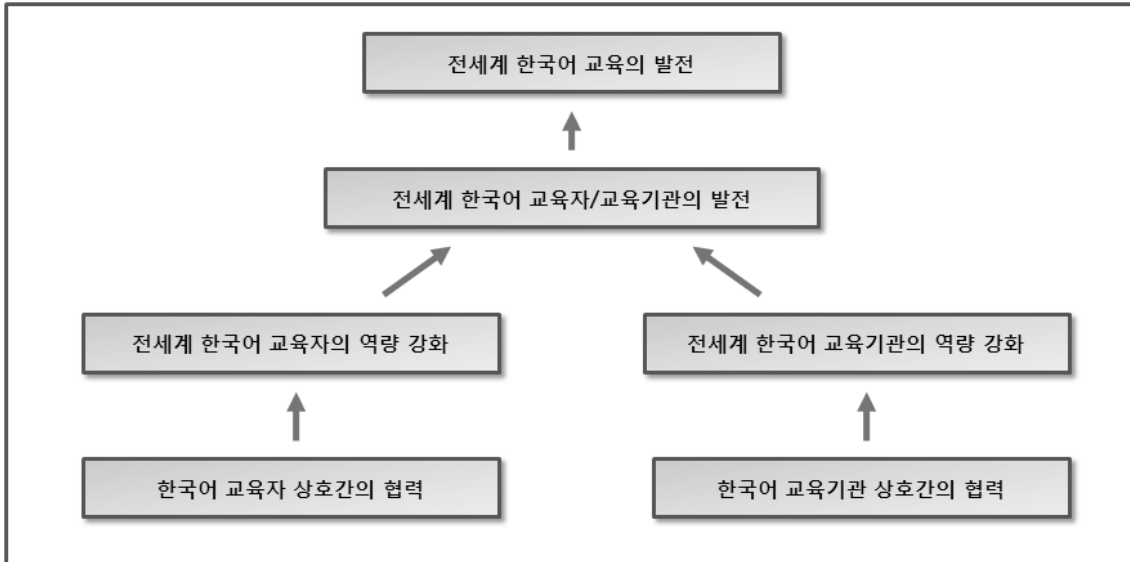 전세계 한국어 교육의 발전
전세계 한국어 교육자/교육기관의 발전
전세계 한국어 교육자의 역량 강화
전세계 한국어 교육기관의 역량 강화
한국어 교육자 상호간의 협력
한국어 교육기관 상호간의 협력